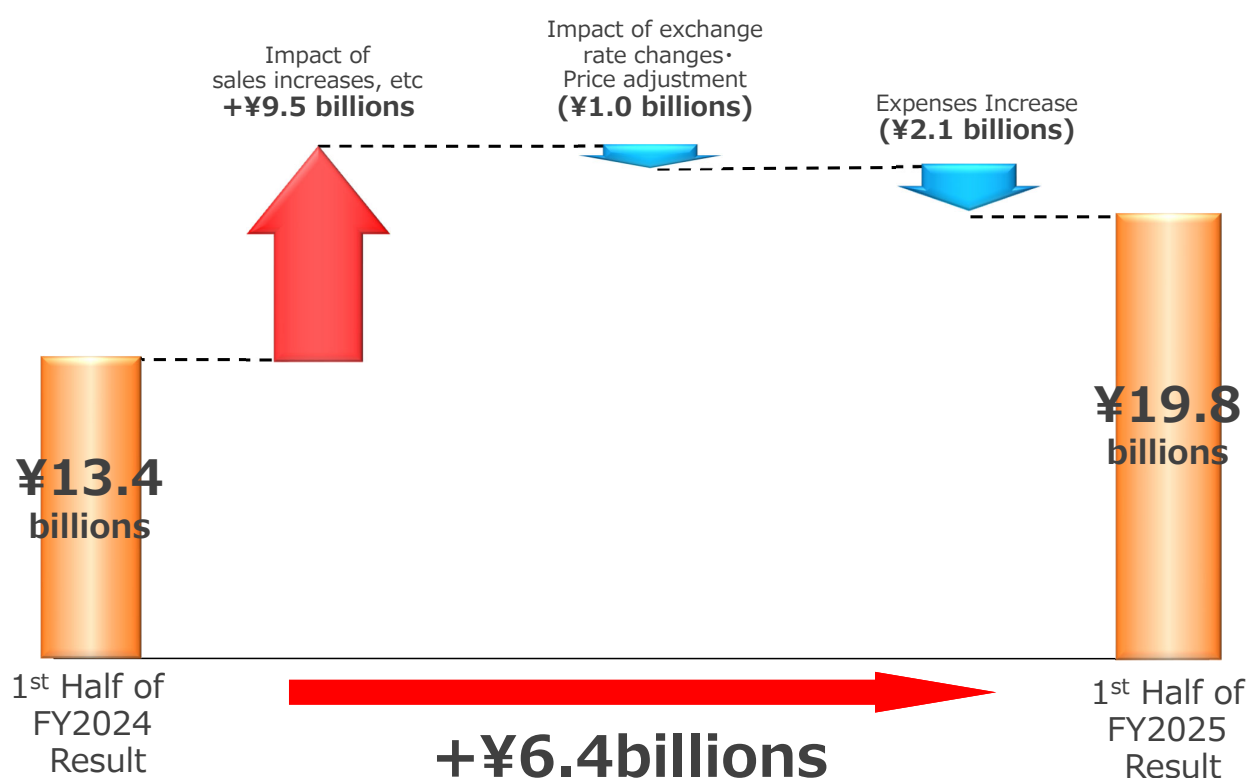 Impact of
sales increases, etc
+¥9.5 billions
Impact of exchange
rate changes・
Price adjustment
(¥1.0 billions)
Expenses Increase
(¥2.1 billions)
¥13.4
billions
¥19.8
billions
1st Half of
FY2024
Result
+¥6.4billions
1st Half of
FY2025
Result